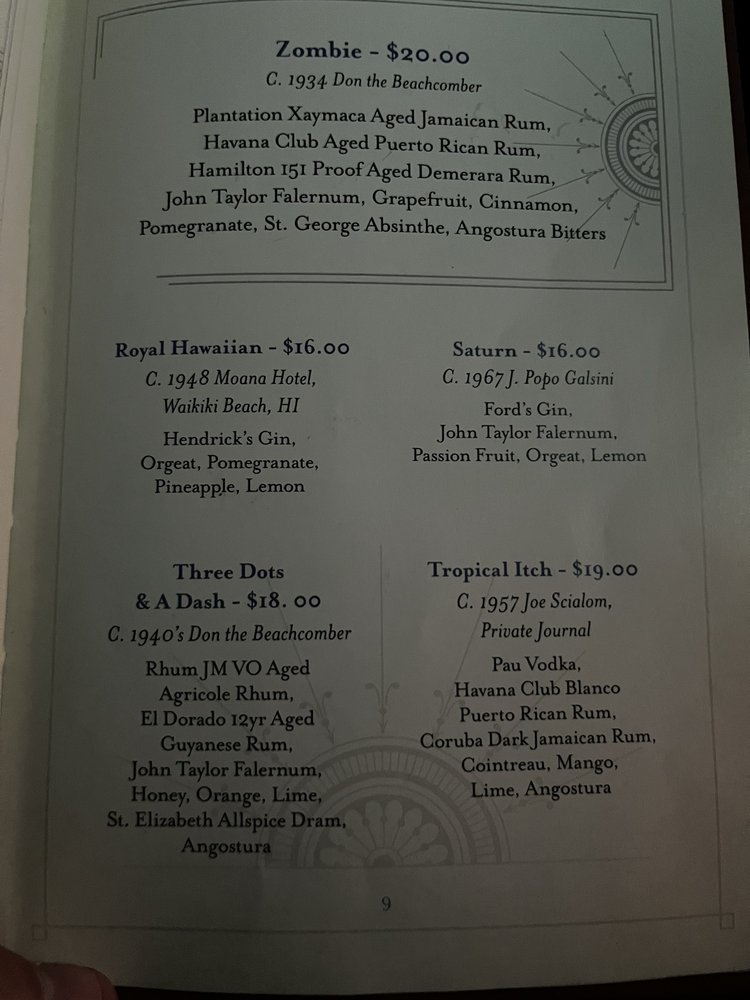 Zombie - $20.00
C. 1934 Don the Beachcomber
Plantation Xaymaca Aged Jamaican Rum,
Havana Club Aged Puerto Rican Rum,
Hamilton 151 Proof Aged Demerara Rum,
John Taylor Falernum, Grapefruit, Cinnamon,
Pomegranate, St. George Absinthe, Angostura Bitters
Royal Hawaiian - $16.00
C. 1948 Moana Hotel,
Waikiki Beach, HI
Hendrick's Gin,
Orgeat, Pomegranate,
Pineapple, Lemon
Saturn - $16.00
C. 1967 J. Popo Galsini
Ford's Gin,
John Taylor Falernum,
Passion Fruit, Orgeat, Lemon
Three Dots
& A Dash - $18. 00
C. 1940's Don the Beachcomber
Rhum JM VO Aged
Agricole Rhum,
El Dorado 12yr Aged
Guyanese Rum,
John Taylor Falernum,
Honey, Orange, Lime,
St. Elizabeth Allspice Dram,
Angostura
Tropical Itch - $19.00
C. 1957 Joe Scialom,
Private Journal
Pau Vodka,
Havana Club Blanco
Puerto Rican Rum,
Coruba Dark Jamaican Rum,
Cointreau, Mango,
Lime, Angostura
9